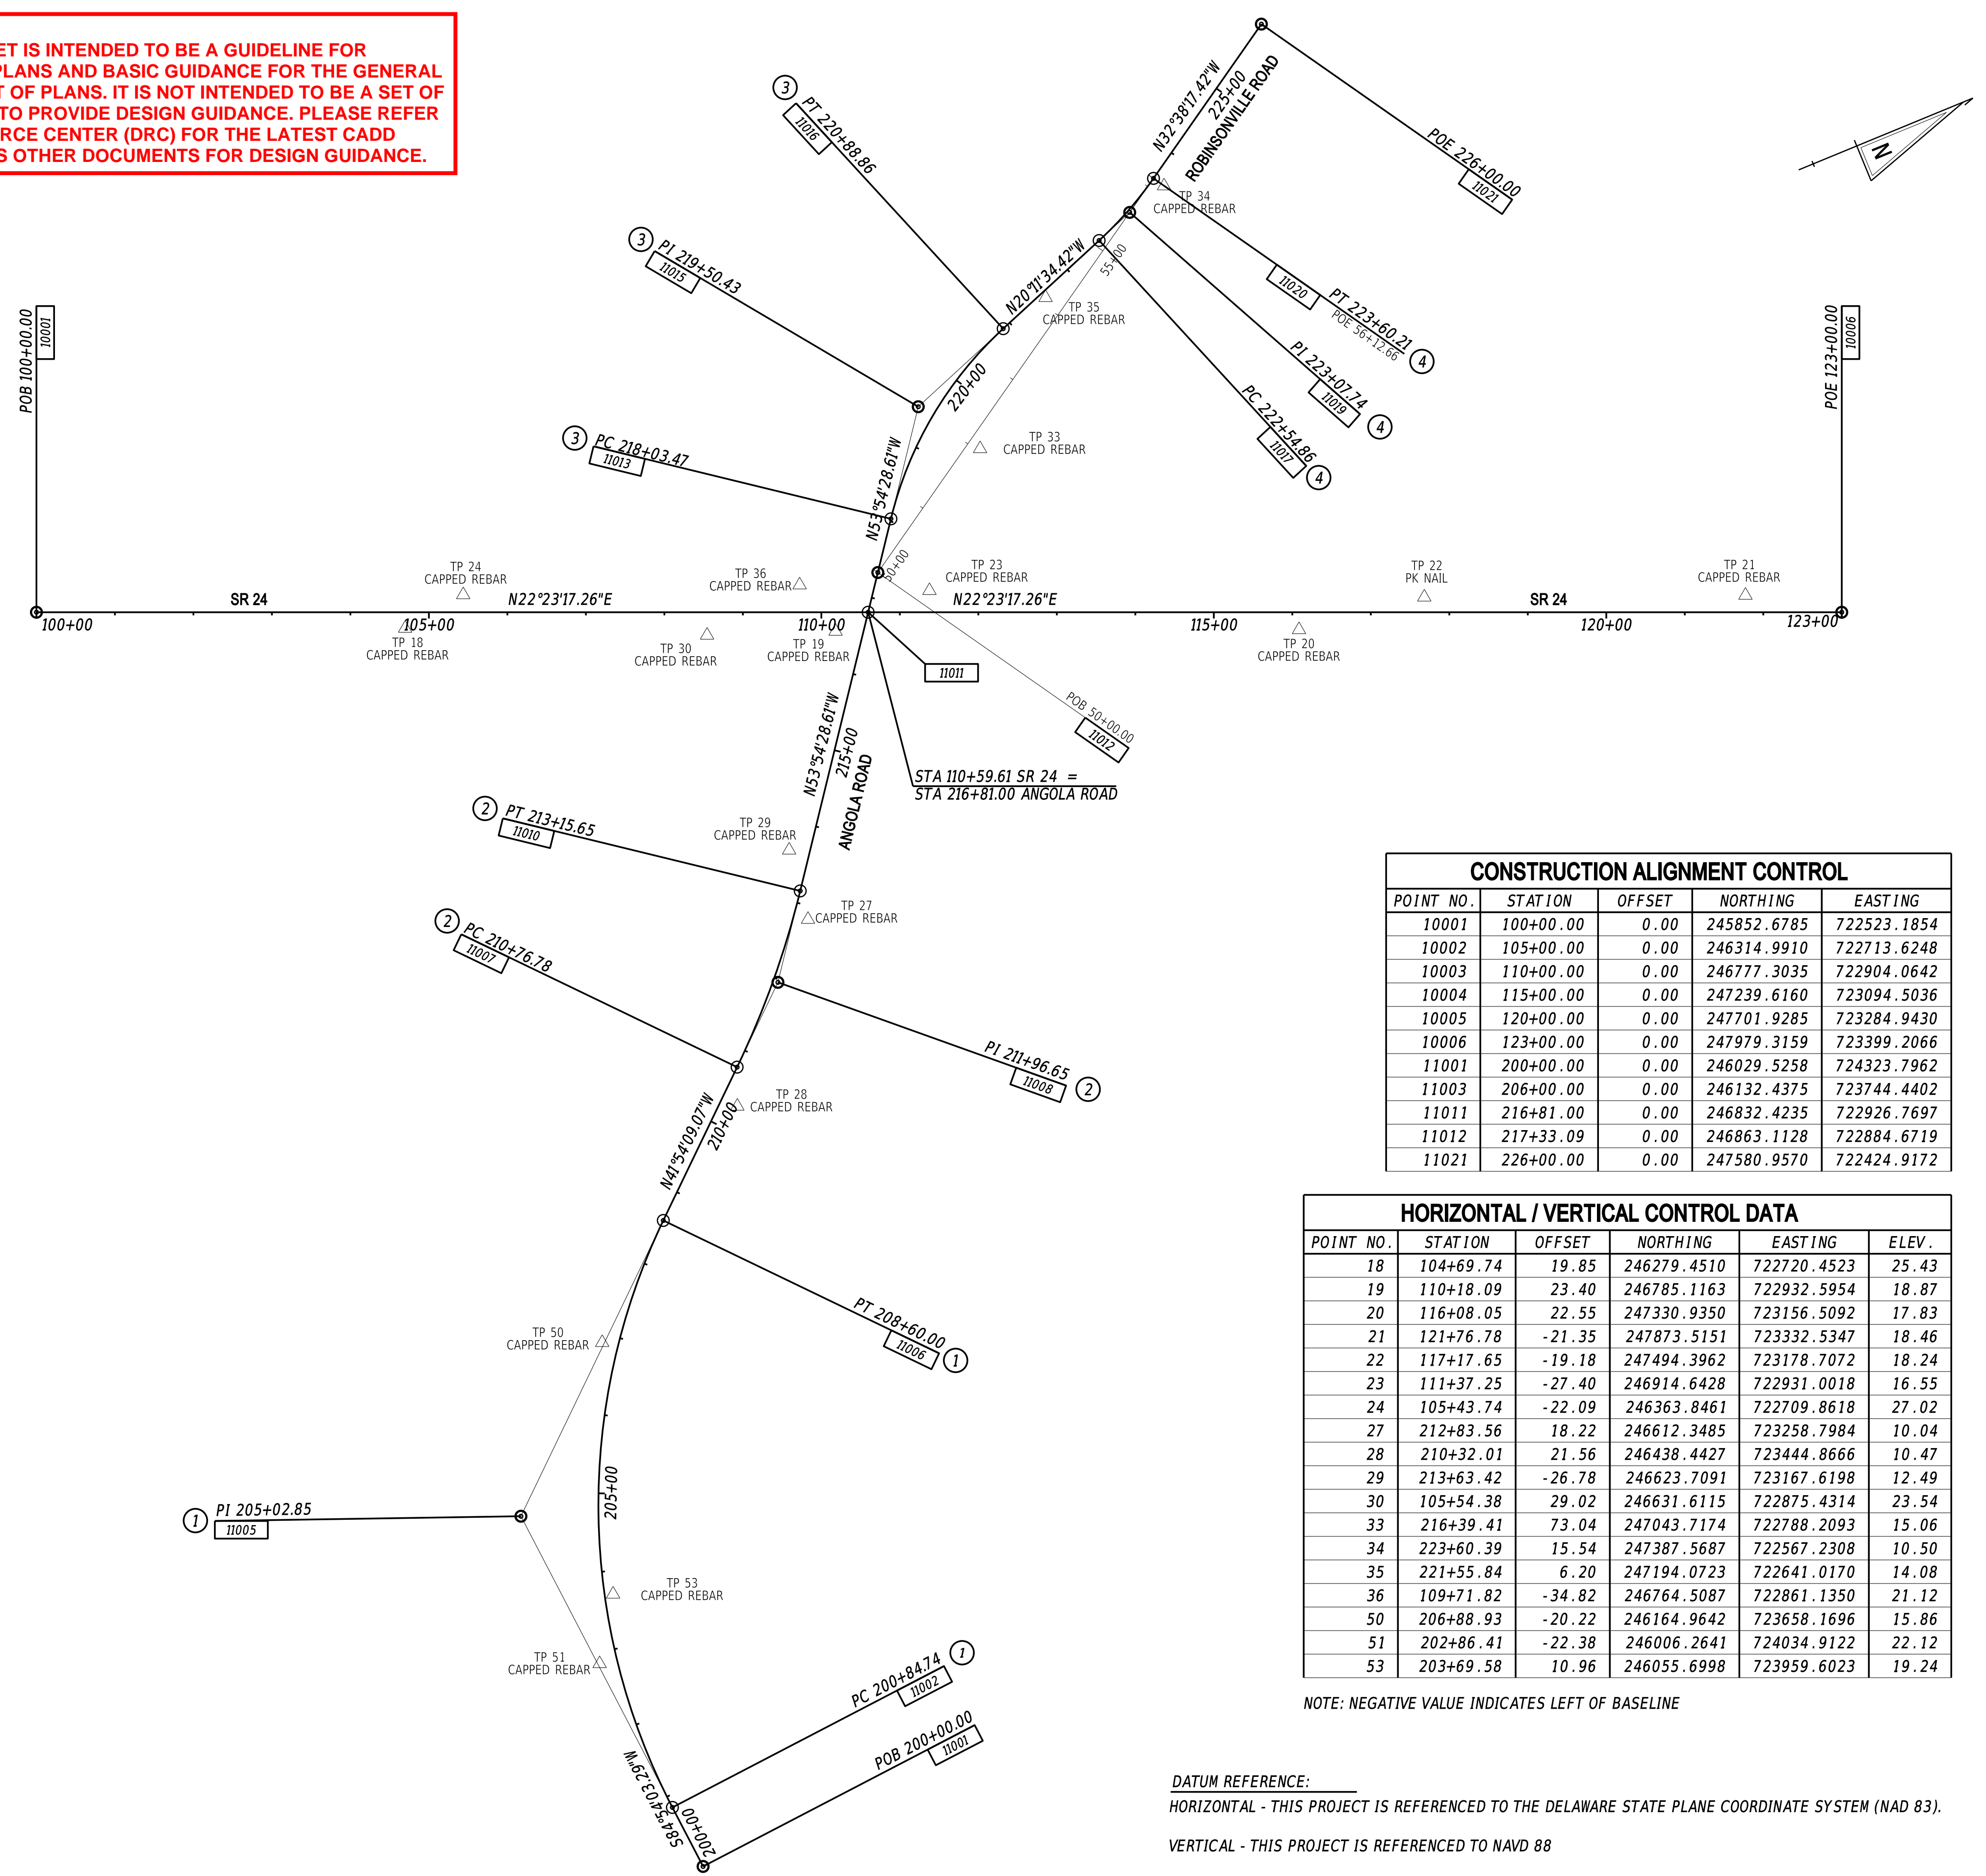 ET IS INTENDED TO BE A GUIDELINE FOR
PLANS AND BASIC GUIDANCE FOR THE GENERAL
T OF PLANS. IT IS NOT INTENDED TO BE A SET OF
TO PROVIDE DESIGN GUIDANCE. PLEASE REFER
RCE CENTER (DRC) FOR THE LATEST CADD
S OTHER DOCUMENTS FOR DESIGN GUIDANCE.
N
3
PT 220+88.86
11016
N32°38'17.42"W
225+00
ROBINSONVILLE ROAD
POE 226+00.00
11021
3
PI 219+50.43
11015
TP 34
CAPPED REBAR
N20°11'34.42"W
55+00
TP 35
CAPPED REBAR
11020
PT 223+60.21
POE 56+12.66
4
PI 223+07.74
11019
4
PC 222+54.86
11017
4
POB 100+00.00
10001
POE 123+00.00
10006
220+00
3
PC 218+03.47
11013
N53°54'28.61"W
TP 33
CAPPED REBAR
50+00
TP 24
CAPPED REBAR
TP 36
CAPPED REBAR
TP 23
CAPPED REBAR
TP 22
PK NAIL
TP 21
CAPPED REBAR
SR 24
N22°23'17.26"E
N22°23'17.26"E
SR 24
100+00
105+00
110+00
115+00
120+00
123+00
TP 18
CAPPED REBAR
TP 30
CAPPED REBAR
TP 19
CAPPED REBAR
TP 20
CAPPED REBAR
11011
POB 50+00.00
11012
STA 110+59.61 SR 24 =
STA 216+81.00 ANGOLA ROAD
N53°54'28.61"W
215+00
ANGOLA ROAD
2
PT 213+15.65
11010
TP 29
CAPPED REBAR
TP 27
CAPPED REBAR
2
PC 210+76.78
11007
PI 211+96.65
11008
2
TP 28
CAPPED REBAR
N41°54'09.07"W
210+00
PT 208+60.00
11006
1
TP 50
CAPPED REBAR
205+00
1
PI 205+02.85
11005
TP 53
CAPPED REBAR
TP 51
CAPPED REBAR
PC 200+84.74
11002
1
POB 200+00.00
11001
S84°54'03.29"W
200+00
CONSTRUCTION ALIGNMENT CONTROL
POINT NO. STATION OFFSET NORTHING EASTING
10001 100+00.00 0.00 245852.6785 722523.1854
10002 105+00.00 0.00 246314.9910 722713.6248
10003 110+00.00 0.00 246777.3035 722904.0642
10004 115+00.00 0.00 247239.6160 723094.5036
10005 120+00.00 0.00 247701.9285 723284.9430
10006 123+00.00 0.00 247979.3159 723399.2066
11001 200+00.00 0.00 246029.5258 724323.7962
11003 206+00.00 0.00 246132.4375 723744.4402
11011 216+81.00 0.00 246832.4235 722926.7697
11012 217+33.09 0.00 246863.1128 722884.6719
11021 226+00.00 0.00 247580.9570 722424.9172
HORIZONTAL / VERTICAL CONTROL DATA
POINT NO. STATION OFFSET NORTHING EASTING ELEV.
18 104+69.74 19.85 246279.4510 722720.4523 25.43
19 110+18.09 23.40 246785.1163 722932.5954 18.87
20 116+08.05 22.55 247330.9350 723156.5092 17.83
21 121+76.78 -21.35 247873.5151 723332.5347 18.46
22 117+17.65 -19.18 247494.3962 723178.7072 18.24
23 111+37.25 -27.40 246914.6428 722931.0018 16.55
24 105+43.74 -22.09 246363.8461 722709.8618 27.02
27 212+83.56 18.22 246612.3485 723258.7984 10.04
28 210+32.01 21.56 246438.4427 723444.8666 10.47
29 213+63.42 -26.78 246623.7091 723167.6198 12.49
30 105+54.38 29.02 246631.6115 722875.4314 23.54
33 216+39.41 73.04 247043.7174 722788.2093 15.06
34 223+60.39 15.54 247387.5687 722567.2308 10.50
35 221+55.84 6.20 247194.0723 722641.0170 14.08
36 109+71.82 -34.82 246764.5087 722861.1350 21.12
50 206+88.93 -20.22 246164.9642 723658.1696 15.86
51 202+86.41 -22.38 246006.2641 724034.9122 22.12
53 203+69.58 10.96 246055.6998 723959.6023 19.24
NOTE: NEGATIVE VALUE INDICATES LEFT OF BASELINE
DATUM REFERENCE:
HORIZONTAL - THIS PROJECT IS REFERENCED TO THE DELAWARE STATE PLANE COORDINATE SYSTEM (NAD 83).
VERTICAL - THIS PROJECT IS REFERENCED TO NAVD 88